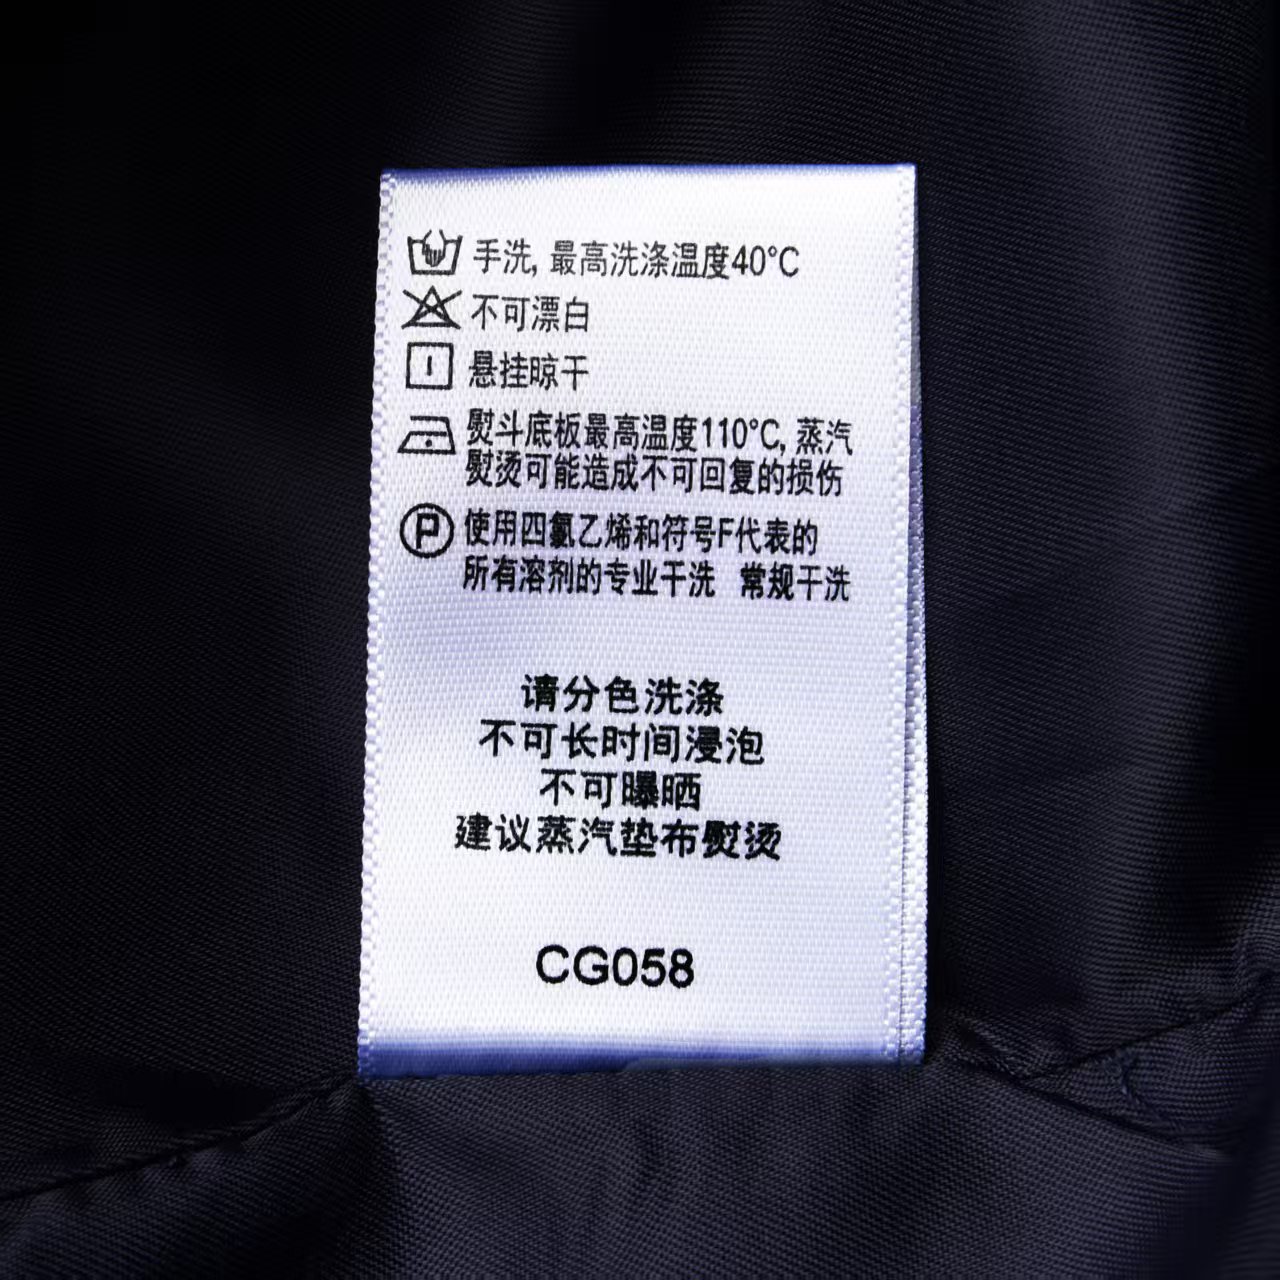 手洗, 最高洗涤温度40°C
不可漂白
悬挂晾干
熨斗底板最高温度110°C, 蒸汽
熨烫可能造成不可回复的损伤
P 使用四氯乙烯和符号F代表的
所有溶剂的专业干洗 常规干洗
请分色洗涤
不可长时间浸泡
不可曝晒
建议蒸汽垫布熨烫
CG058